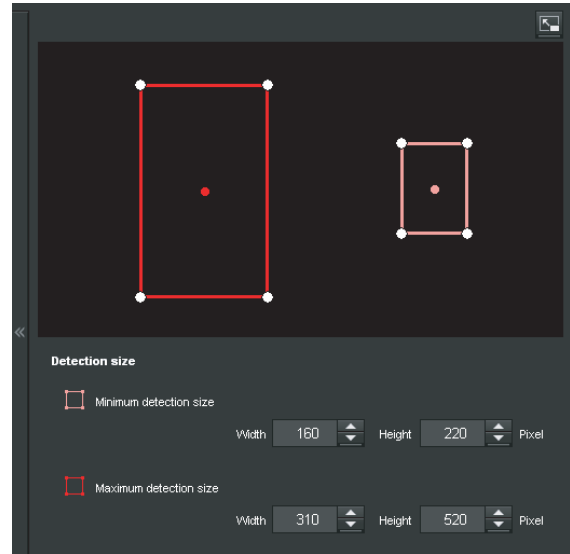 «
Detection size
Minimum detection size
Width 160 Height 220 Pixel
Maximum detection size
Width 310 Height 520 Pixel